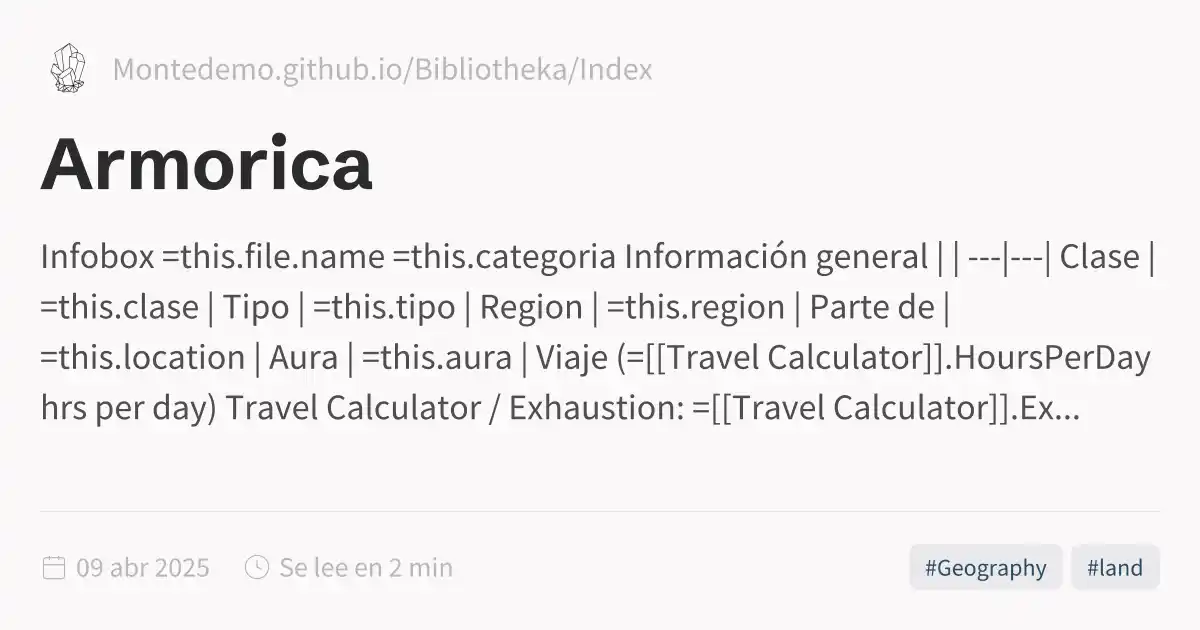 Montedemo.github.io/Bibliotheka/Index
Armorica
Infobox =this.file.name =this.categoria Información general | | ---|---| Clase |
=this.clase | Tipo | =this.tipo | Region | =this.region | Parte de |
=this.location | Aura | =this.aura | Viaje (=[[Travel Calculator]].HoursPerDay
hrs per day) Travel Calculator / Exhaustion: =[[Travel Calculator]].Ex...
09 abr 2025 Se lee en 2 min #Geography #land